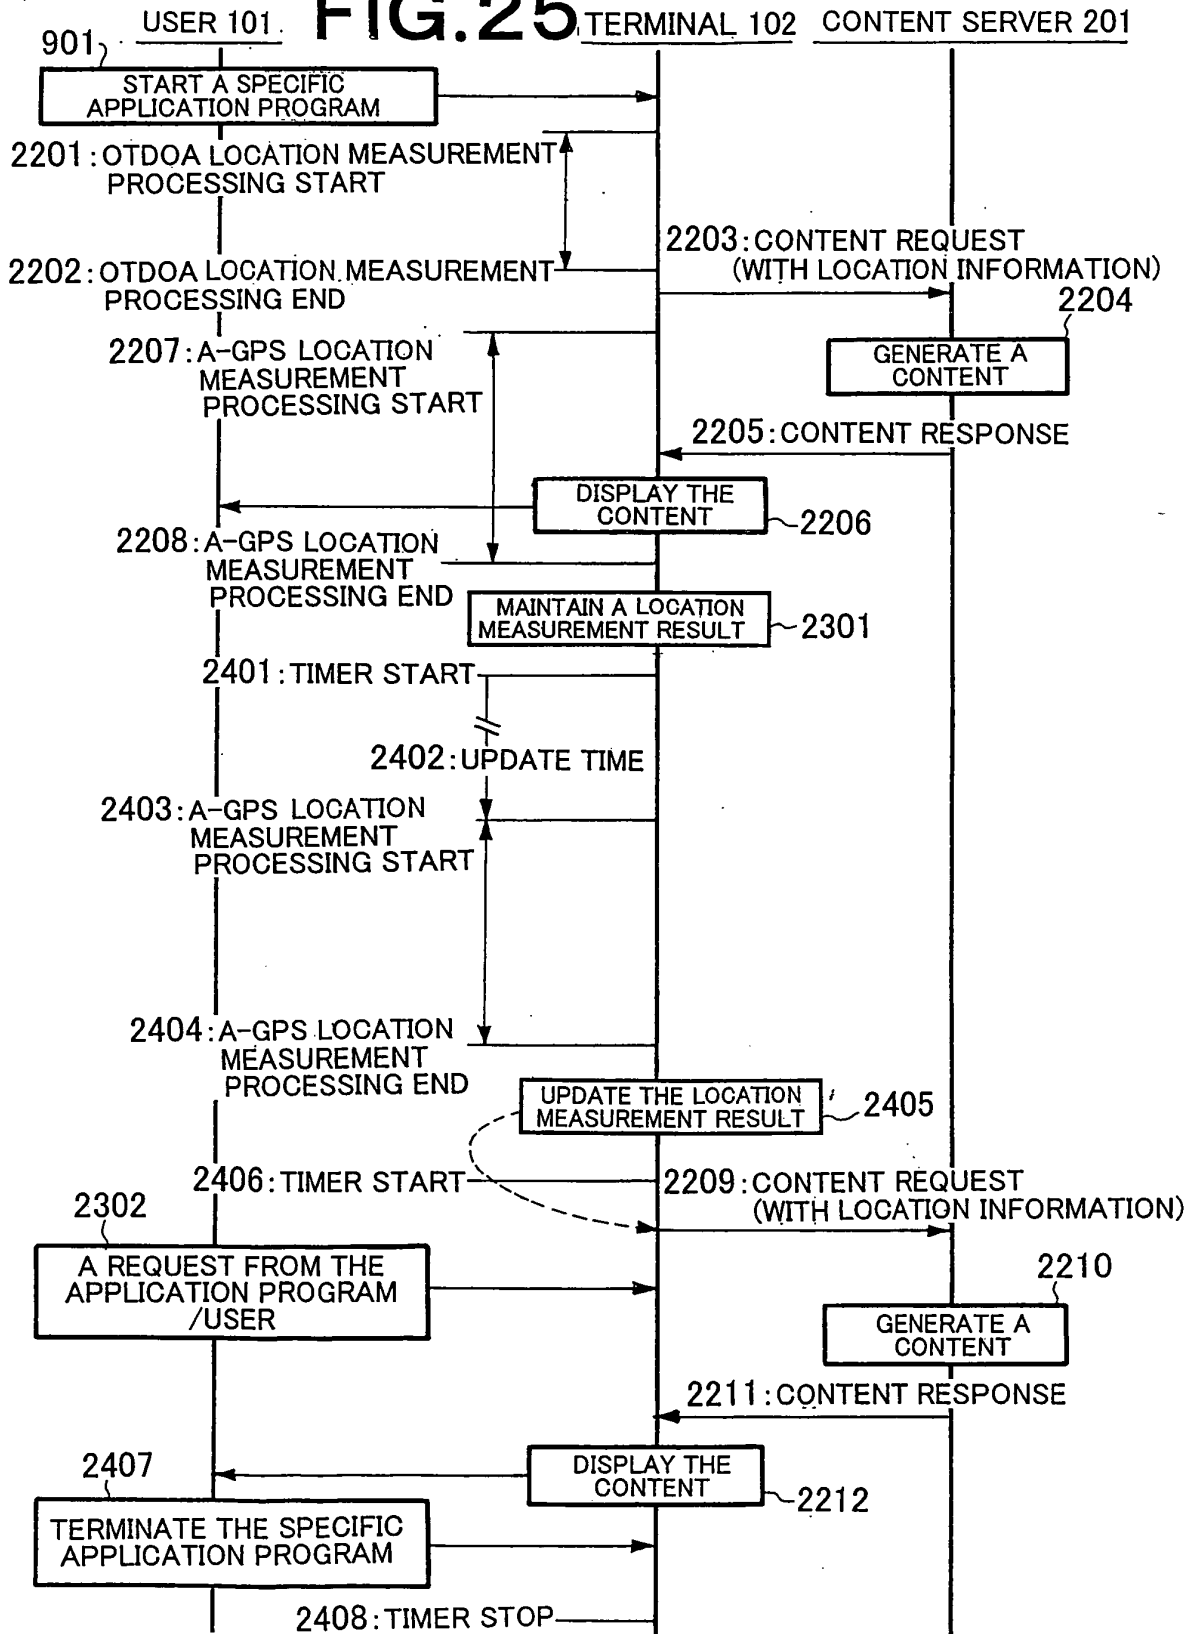 FIG.25
USER 101
TERMINAL 102
CONTENT SERVER 201
901
START A SPECIFIC
APPLICATION PROGRAM
2201:OTDOA LOCATION MEASUREMENT
PROCESSING START
2203:CONTENT REQUEST
(WITH LOCATION INFORMATION)
2202:OTDOA LOCATION MEASUREMENT
PROCESSING END
2204
GENERATE A
CONTENT
2207:A-GPS LOCATION
MEASUREMENT
PROCESSING START
2205:CONTENT RESPONSE
DISPLAY THE
CONTENT
2206
2208:A-GPS LOCATION
MEASUREMENT
PROCESSING END
MAINTAIN A LOCATION
MEASUREMENT RESULT
2301
2401:TIMER START
2402:UPDATE TIME
2403:A-GPS LOCATION
MEASUREMENT
PROCESSING START
2404:A-GPS LOCATION
MEASUREMENT
PROCESSING END
UPDATE THE LOCATION
MEASUREMENT RESULT
2405
2406:TIMER START
2209:CONTENT REQUEST
(WITH LOCATION INFORMATION)
2302
A REQUEST FROM THE
APPLICATION PROGRAM
/USER
2210
GENERATE A
CONTENT
2211:CONTENT RESPONSE
DISPLAY THE
CONTENT
2212
2407
TERMINATE THE SPECIFIC
APPLICATION PROGRAM
2408:TIMER STOP